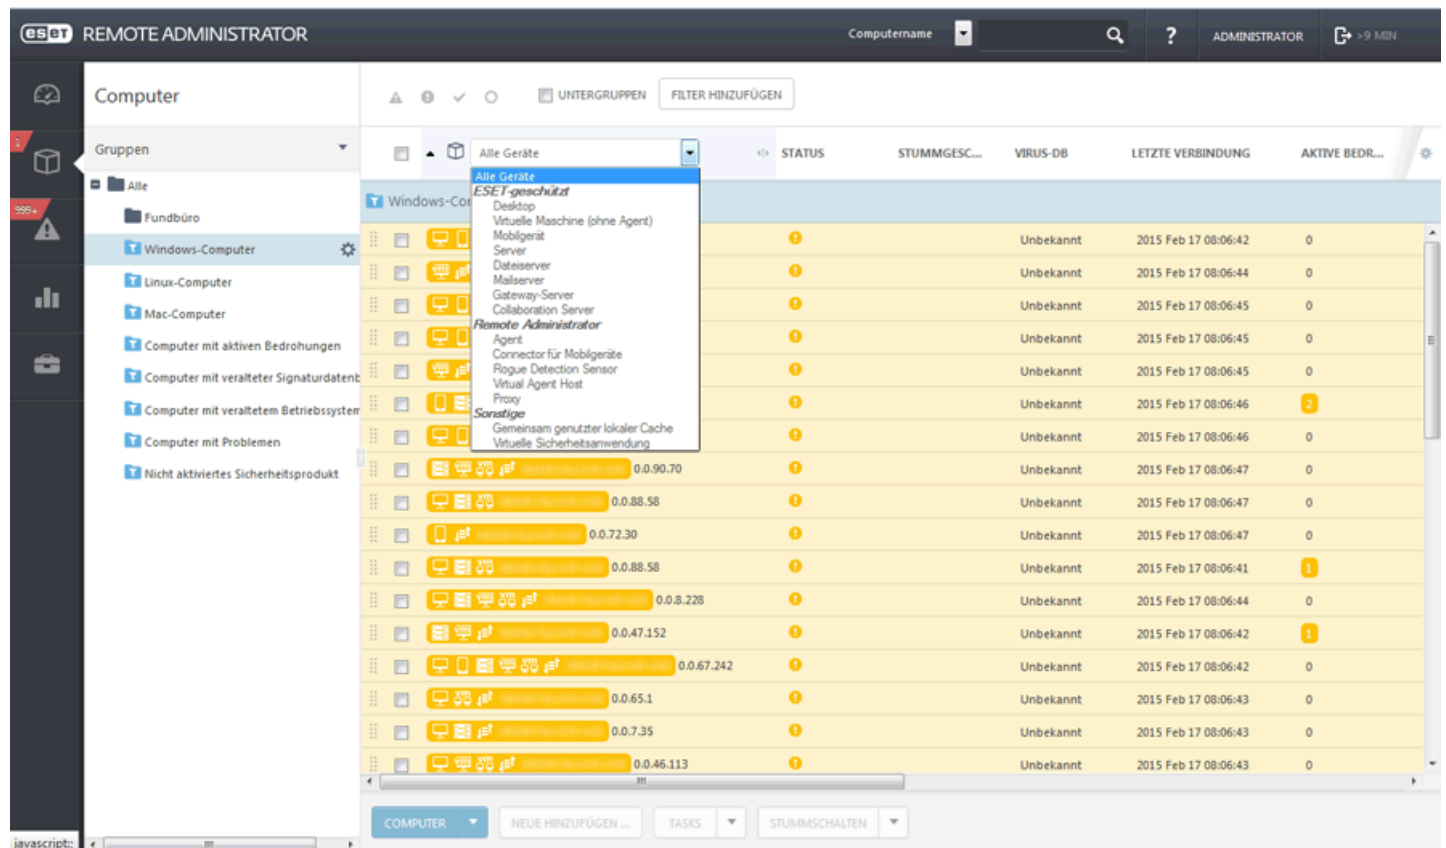 eset REMOTE ADMINISTRATOR
Computername
?
ADMINISTRATOR
>9 MIN
Computer
UNTERGRUPPEN
FILTER HINZUFÜGEN
1
Gruppen
Alle Geräte
STATUS
STUMMGESC...
VIRUS-DB
LETZTE VERBINDUNG
AKTIVE BEDR...
Alle
Fundbüro
Windows-Computer
Linux-Computer
Mac-Computer
Computer mit aktiven Bedrohungen
Computer mit veralteter Signaturdatenb
Computer mit veraltetem Betriebssystem
Computer mit Problemen
Nicht aktiviertes Sicherheitsprodukt
999+
Alle Geräte
ESET-geschützt
Desktop
Virtuelle Maschine (ohne Agent)
Mobilgerät
Server
Dateiserver
Mailserver
Gateway-Server
Collaboration Server
Remote Administrator
Agent
Connector für Mobilgeräte
Rogue Detection Sensor
Virtual Agent Host
Proxy
Sonstige
Gemeinsam genutzter lokaler Cache
Virtuelle Sicherheitsanwendung
Windows-Co
Unbekannt 2015 Feb 17 08:06:42 0
Unbekannt 2015 Feb 17 08:06:44 0
Unbekannt 2015 Feb 17 08:06:45 0
Unbekannt 2015 Feb 17 08:06:45 0
Unbekannt 2015 Feb 17 08:06:45 0
Unbekannt 2015 Feb 17 08:06:46 2
Unbekannt 2015 Feb 17 08:06:46 0
0.0.90.70 Unbekannt 2015 Feb 17 08:06:47 0
0.0.88.58 Unbekannt 2015 Feb 17 08:06:47 0
0.0.72.30 Unbekannt 2015 Feb 17 08:06:47 0
0.0.88.58 Unbekannt 2015 Feb 17 08:06:41 1
0.0.8.228 Unbekannt 2015 Feb 17 08:06:44 0
0.0.47.152 Unbekannt 2015 Feb 17 08:06:42 1
0.0.67.242 Unbekannt 2015 Feb 17 08:06:42 0
0.0.65.1 Unbekannt 2015 Feb 17 08:06:43 0
0.0.7.35 Unbekannt 2015 Feb 17 08:06:43 0
0.0.46.113 Unbekannt 2015 Feb 17 08:06:43 0
COMPUTER
NEUE HINZUFÜGEN ...
TASKS
STUMMSCHALTEN
javascript:;